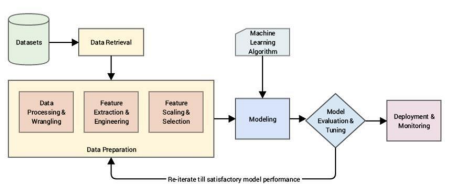 Datasets
Data Retrieval
Machine
Learning
Algorithm
Data
Processing &
Wrangling
Feature
Extraction &
Engineering
Feature
Scaling &
Selection
Data Preparation
Modeling
Model
Evaluation &
Tuning
Deployment &
Monitoring
Re-iterate till satisfactory model performance